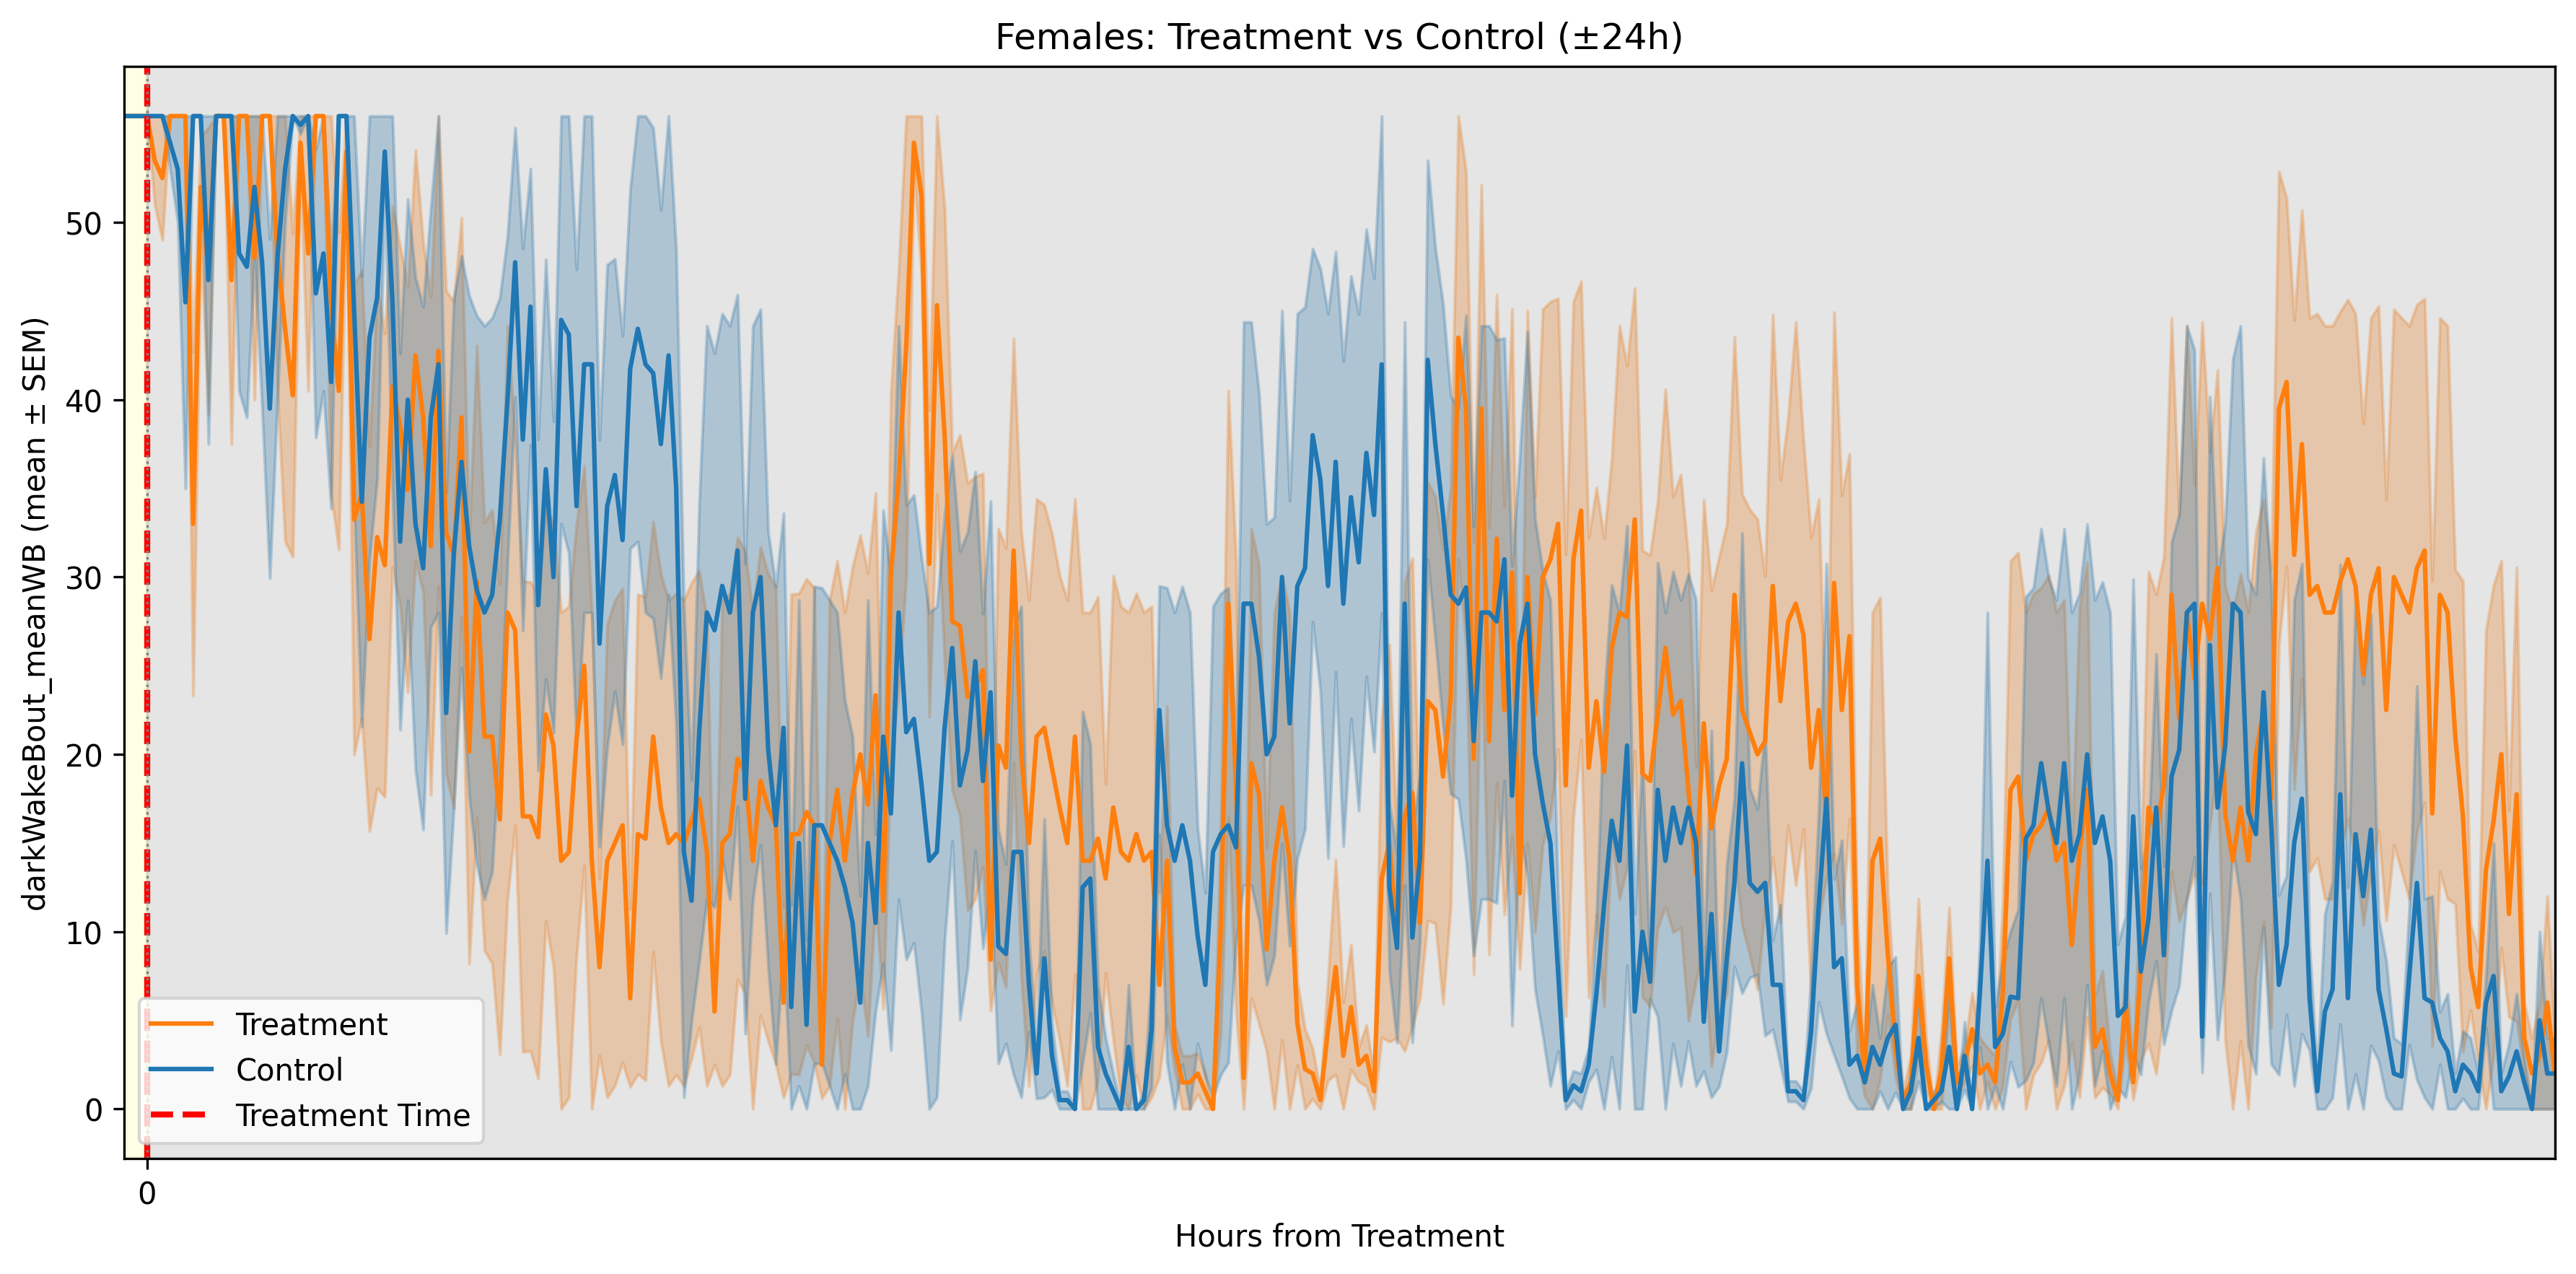 Females: Treatment vs Control (±24h)
darkWakeBout_meanWB (mean ± SEM)
50
40
30
20
10
0
Treatment
Control
Treatment Time
0
Hours from Treatment